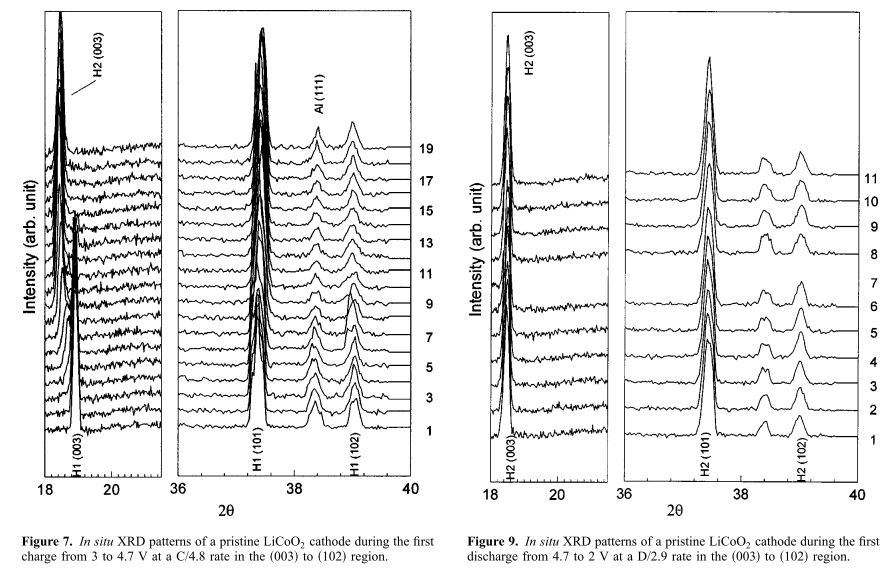 H2 (003)
Al (111)
19
17
15
13
11
9
7
5
3
1
Intensity (arb. unit)
H1 (003)
H1 (101)
H1 (102)
18
20
36
38
40
2θ
Figure 7. In situ XRD patterns of a pristine LiCoO₂ cathode during the first
charge from 3 to 4.7 V at a C/4.8 rate in the (003) to (102) region.
H2 (003)
11
10
9
8
7
6
5
4
3
2
1
Intensity (arb. unit)
H2 (003)
H2 (101)
H2 (102)
18
20
36
38
40
2θ
Figure 9. In situ XRD patterns of a pristine LiCoO₂ cathode during the first
discharge from 4.7 to 2 V at a D/2.9 rate in the (003) to (102) region.